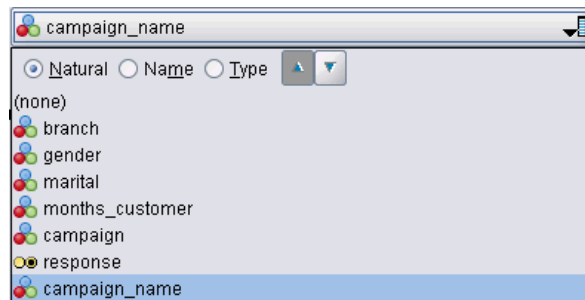 campaign_name
Natural Name Type
(none)
branch
gender
marital
months_customer
campaign
response
campaign_name